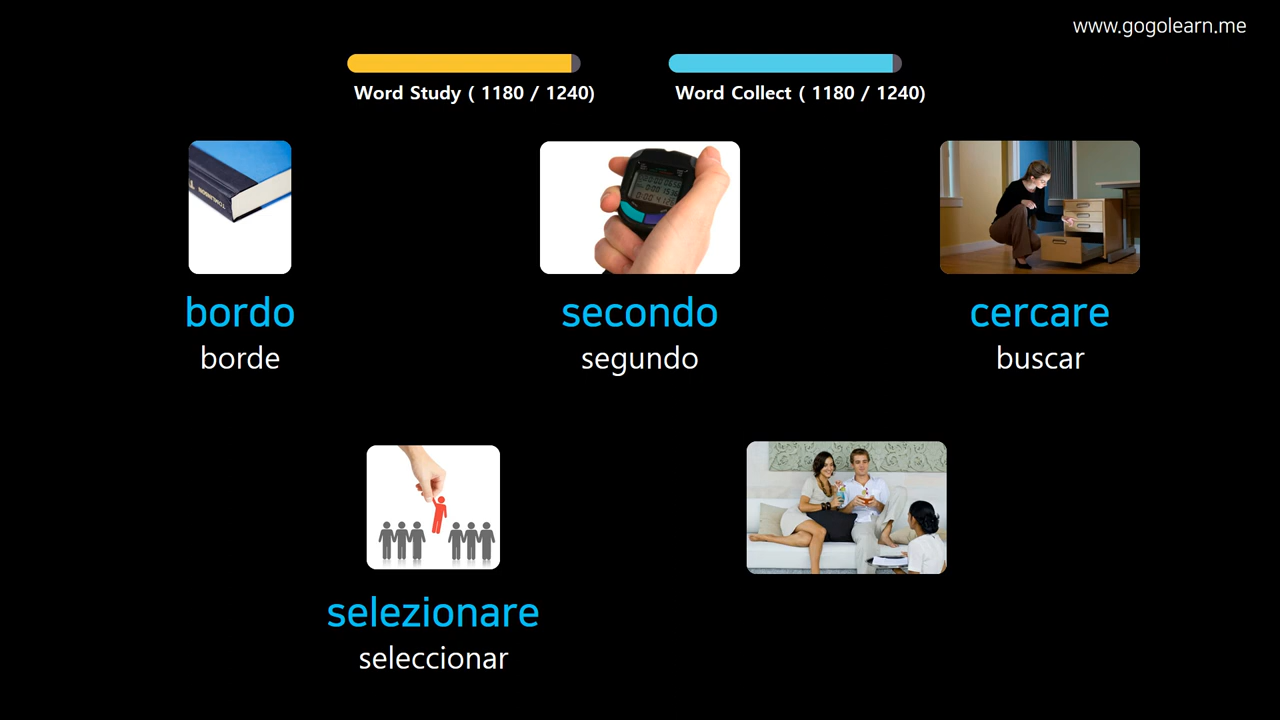 www.gogolearn.me
Word Study ( 1180 / 1240)
Word Collect ( 1180 / 1240)
TOMLINSON
bordo
borde
secondo
segundo
cercare
buscar
selezionare
seleccionar